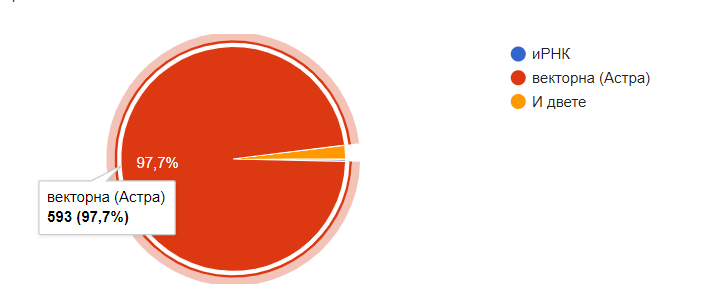 иРНК
векторна (Астра)
И двете
97,7%
векторна (Астра)
593 (97,7%)